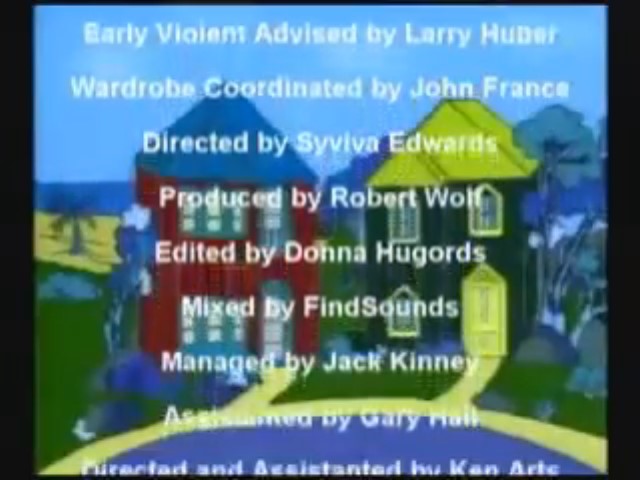 Early Violent Advised by Larry Huber
Wardrobe Coordinated by John France
Directed by Syviva Edwards
Produced by Robert Wolf
Edited by Donna Hugords
Mixed by FindSounds
Managed by Jack Kinney
Assistanted by Gary Hall
Directed and Assistanted by Ken Arts